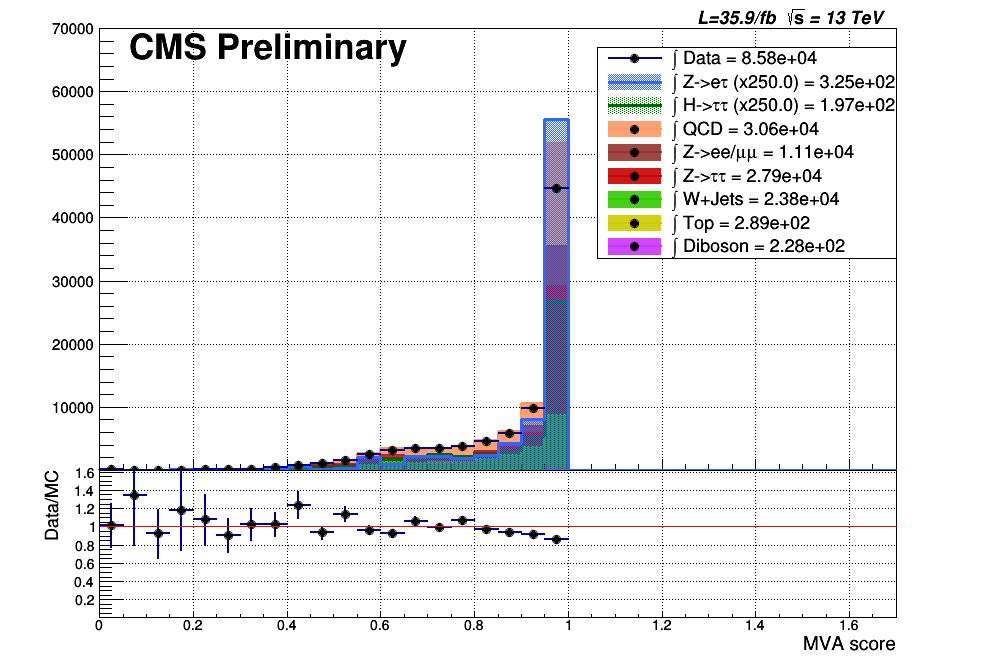 L=35.9/fb √s = 13 TeV
CMS Preliminary
∫ Data = 8.58e+04
∫ Z->eτ (x250.0) = 3.25e+02
∫ H->ττ (x250.0) = 1.97e+02
∫ QCD = 3.06e+04
∫ Z->ee/μμ = 1.11e+04
∫ Z->ττ = 2.79e+04
∫ W+Jets = 2.38e+04
∫ Top = 2.89e+02
∫ Diboson = 2.28e+02
70000
60000
50000
40000
30000
20000
10000
Data/MC
1.6
1.4
1.2
1
0.8
0.6
0.4
0.2
0 0.2 0.4 0.6 0.8 1 1.2 1.4 1.6
MVA score